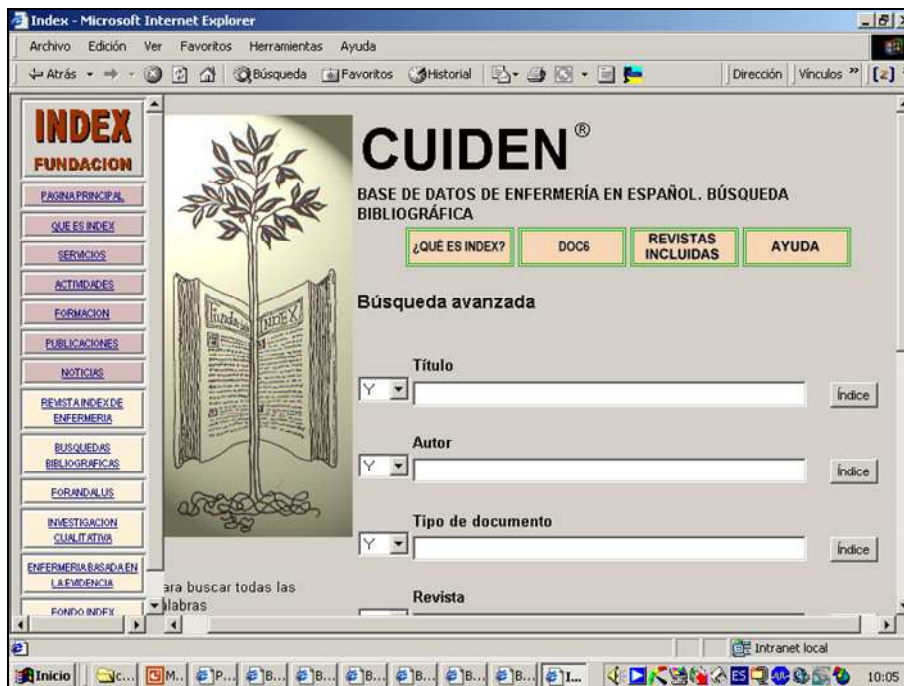 Index - Microsoft Internet Explorer
Archivo Edición Ver Favoritos Herramientas Ayuda
Atrás Búsqueda Favoritos Historial Dirección Vínculos »
INDEX
FUNDACION
PAGINA PRINCIPAL
QUE ES INDEX
SERVICIOS
ACTIVIDADES
FORMACION
PUBLICACIONES
NOTICIAS
REVISTA INDEX DE
ENFERMERIA
BUSQUEDAS
BIBLIOGRAFICAS
FORANDALUS
INVESTIGACION
CUALITATIVA
ENFERMERIA BASADA EN
LA EVIDENCIA
FONDO INDEX
Fundación INDEX
ara buscar todas las
alabras
CUIDEN®
BASE DE DATOS DE ENFERMERÍA EN ESPAÑOL. BÚSQUEDA
BIBLIOGRÁFICA
¿QUÉ ES INDEX? DOC6 REVISTAS INCLUIDAS AYUDA
Búsqueda avanzada
Título
Y Índice
Autor
Y Índice
Tipo de documento
Y Índice
Revista
Intranet local
Inicio C... M... P... B... B... B... B... B... B... I... ES 10:05